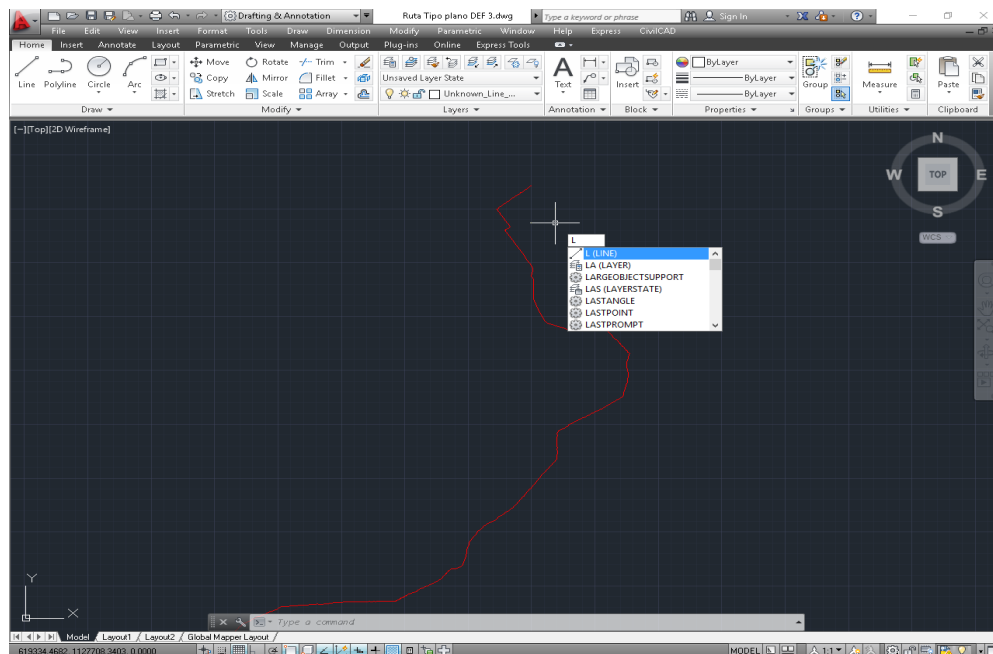 Drafting & Annotation Ruta Tipo plano DEF 3.dwg Type a keyword or phrase Sign In
File Edit View Insert Format Tools Draw Dimension Modify Parametric Window Help Express CivilCAD
Home Insert Annotate Layout Parametric View Manage Output Plug-ins Online Express Tools
Line Polyline Circle Arc
Move Rotate Trim
Copy Mirror Fillet
Stretch Scale Array
Unsaved Layer State
Unknown_Line_...
A
Text
Insert
ByLayer
ByLayer
ByLayer
Group
Measure
Paste
Draw Modify Layers Annotation Block Properties Groups Utilities Clipboard
[−][Top][2D Wireframe]
N
W TOP E
S
WCS
L
L (LINE)
LA (LAYER)
LARGEOBJECTSUPPORT
LAS (LAYERSTATE)
LASTANGLE
LASTPOINT
LASTPROMPT
Y
X
Type a command
Model Layout1 Layout2 Global Mapper Layout
619334.4682, 1127708.3403, 0.0000 MODEL 1:1